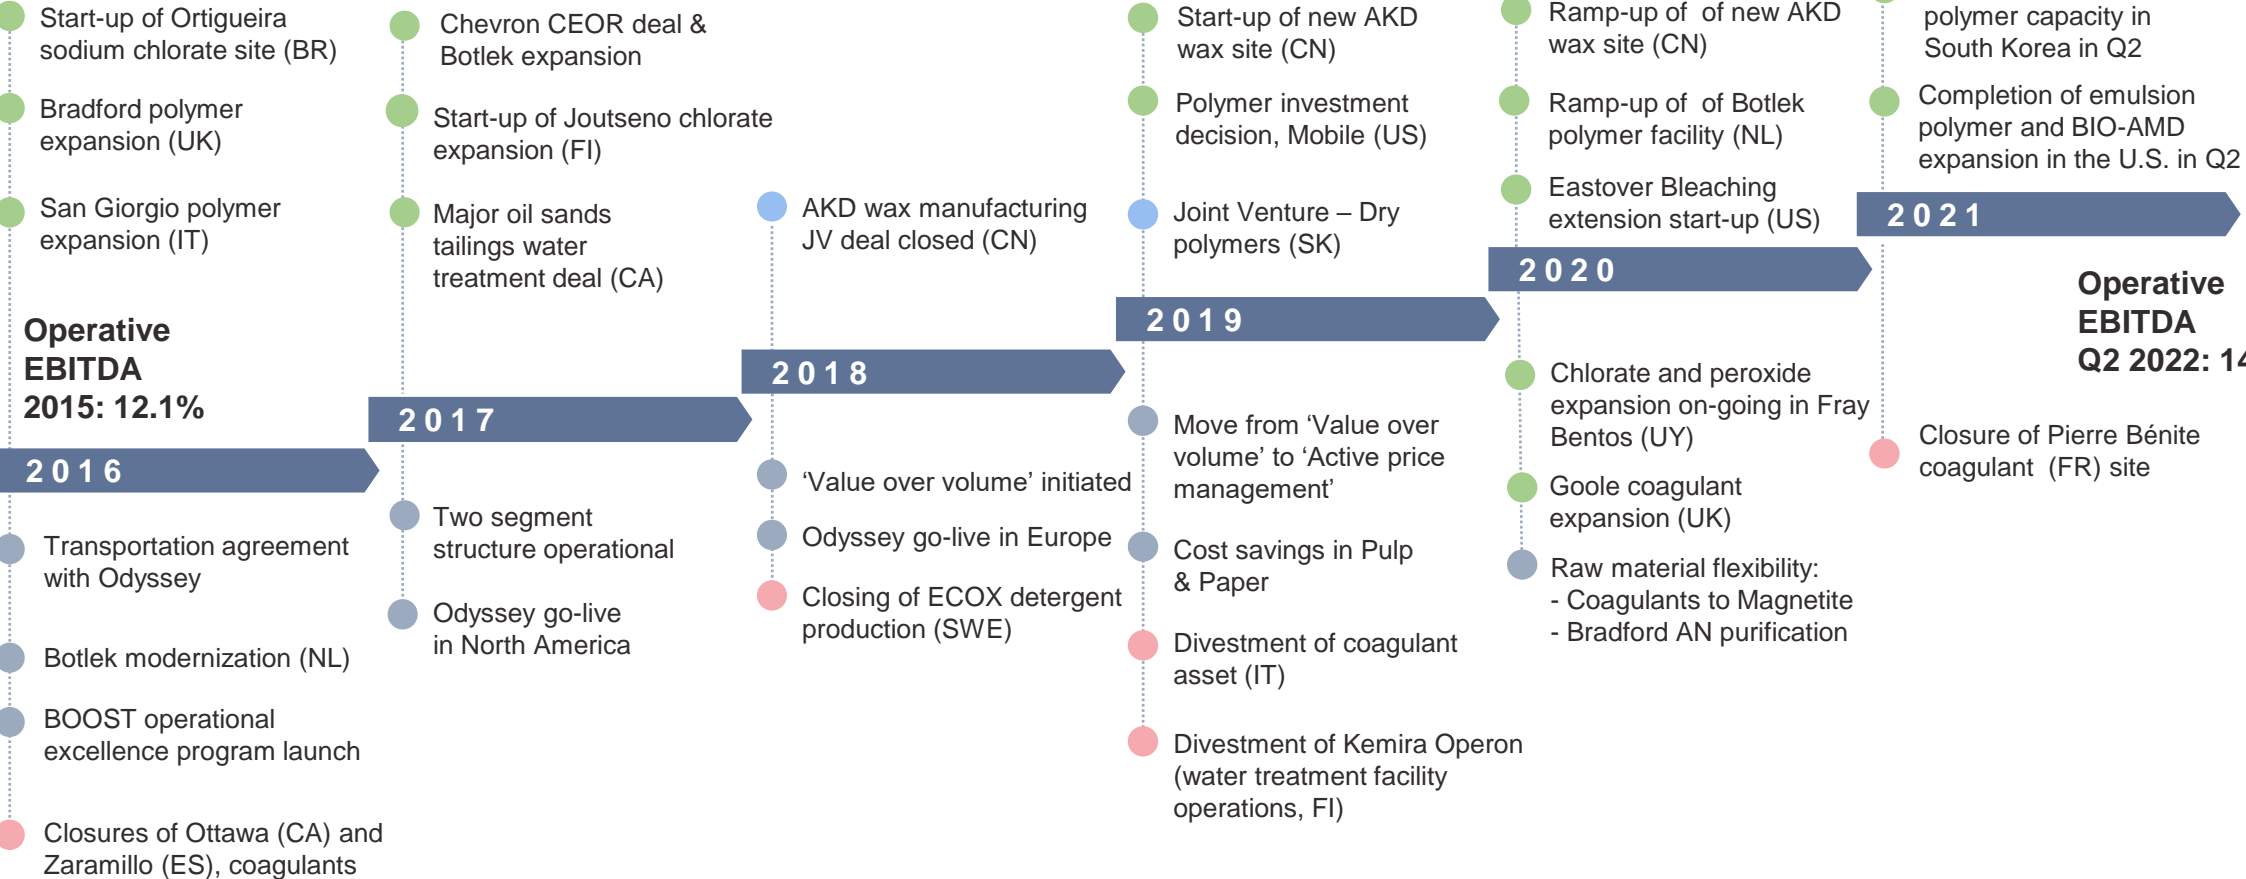 Start-up of Ortigueira
sodium chlorate site (BR)
Bradford polymer
expansion (UK)
San Giorgio polymer
expansion (IT)
Operative
EBITDA
2015: 12.1%
2016
Transportation agreement
with Odyssey
Botlek modernization (NL)
BOOST operational
excellence program launch
Closures of Ottawa (CA) and
Zaramillo (ES), coagulants
Chevron CEOR deal &
Botlek expansion
Start-up of Joutseno chlorate
expansion (FI)
Major oil sands
tailings water
treatment deal (CA)
2017
Two segment
structure operational
Odyssey go-live
in North America
AKD wax manufacturing
JV deal closed (CN)
2018
‘Value over volume’ initiated
Odyssey go-live in Europe
Closing of ECOX detergent
production (SWE)
Start-up of new AKD
wax site (CN)
Polymer investment
decision, Mobile (US)
Joint Venture – Dry
polymers (SK)
2019
Move from ‘Value over
volume’ to ‘Active price
management’
Cost savings in Pulp
& Paper
Divestment of coagulant
asset (IT)
Divestment of Kemira Operon
(water treatment facility
operations, FI)
Ramp-up of of new AKD
wax site (CN)
Ramp-up of of Botlek
polymer facility (NL)
Eastover Bleaching
extension start-up (US)
2020
Chlorate and peroxide
expansion on-going in Fray
Bentos (UY)
Goole coagulant
expansion (UK)
Raw material flexibility:
- Coagulants to Magnetite
- Bradford AN purification
polymer capacity in
South Korea in Q2
Completion of emulsion
polymer and BIO-AMD
expansion in the U.S. in Q2
2021
Operative
EBITDA
Q2 2022:
Closure of Pierre Bénite
coagulant (FR) site